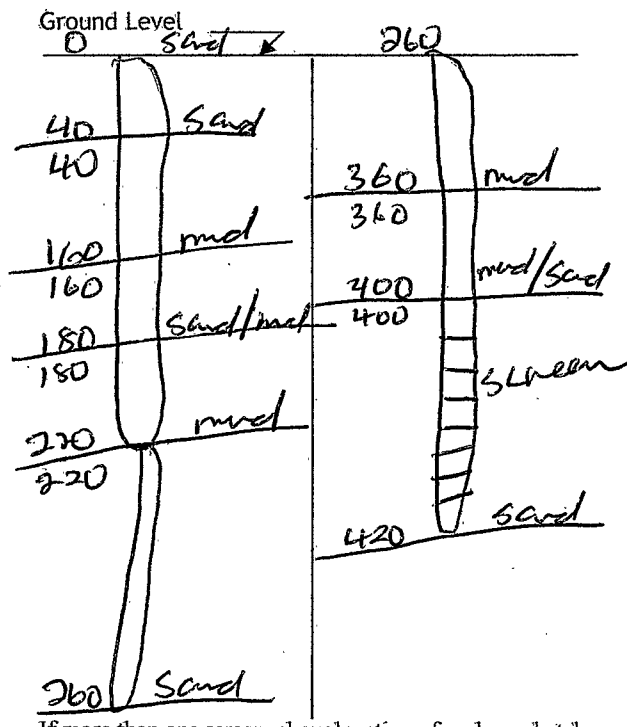 Ground Level
0 sand
40 sand
40
160 mud
160
180 sand/mud
180
220 mud
220
260 sand
260
360 mud
360
400 mud/sand
400
screen
420 sand